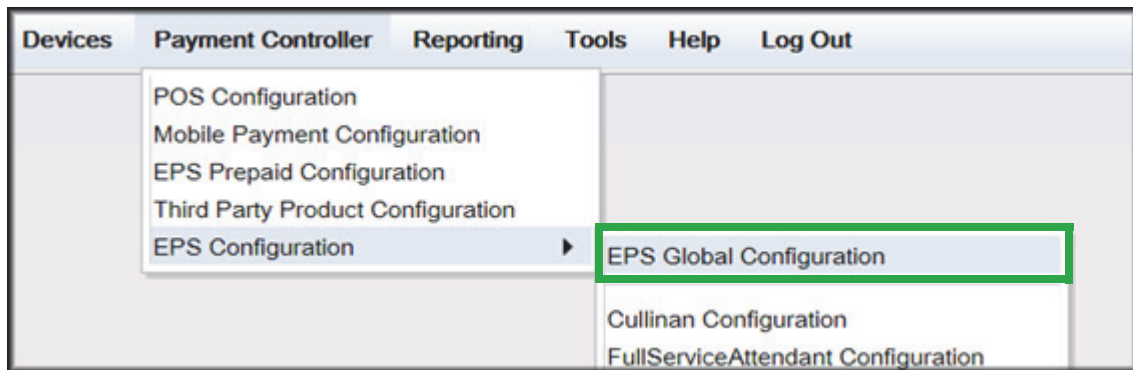 Devices Payment Controller Reporting Tools Help Log Out
POS Configuration
Mobile Payment Configuration
EPS Prepaid Configuration
Third Party Product Configuration
EPS Configuration
EPS Global Configuration
Cullinan Configuration
FullServiceAttendant Configuration